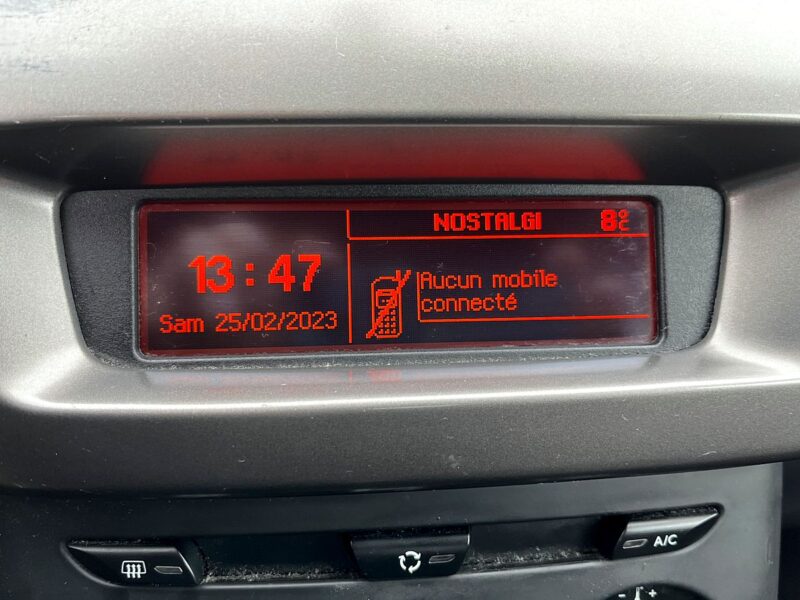 NOSTALGI 8°C
13:47
Sam 25/02/2023
Aucun mobile
connecté
A/C
- +